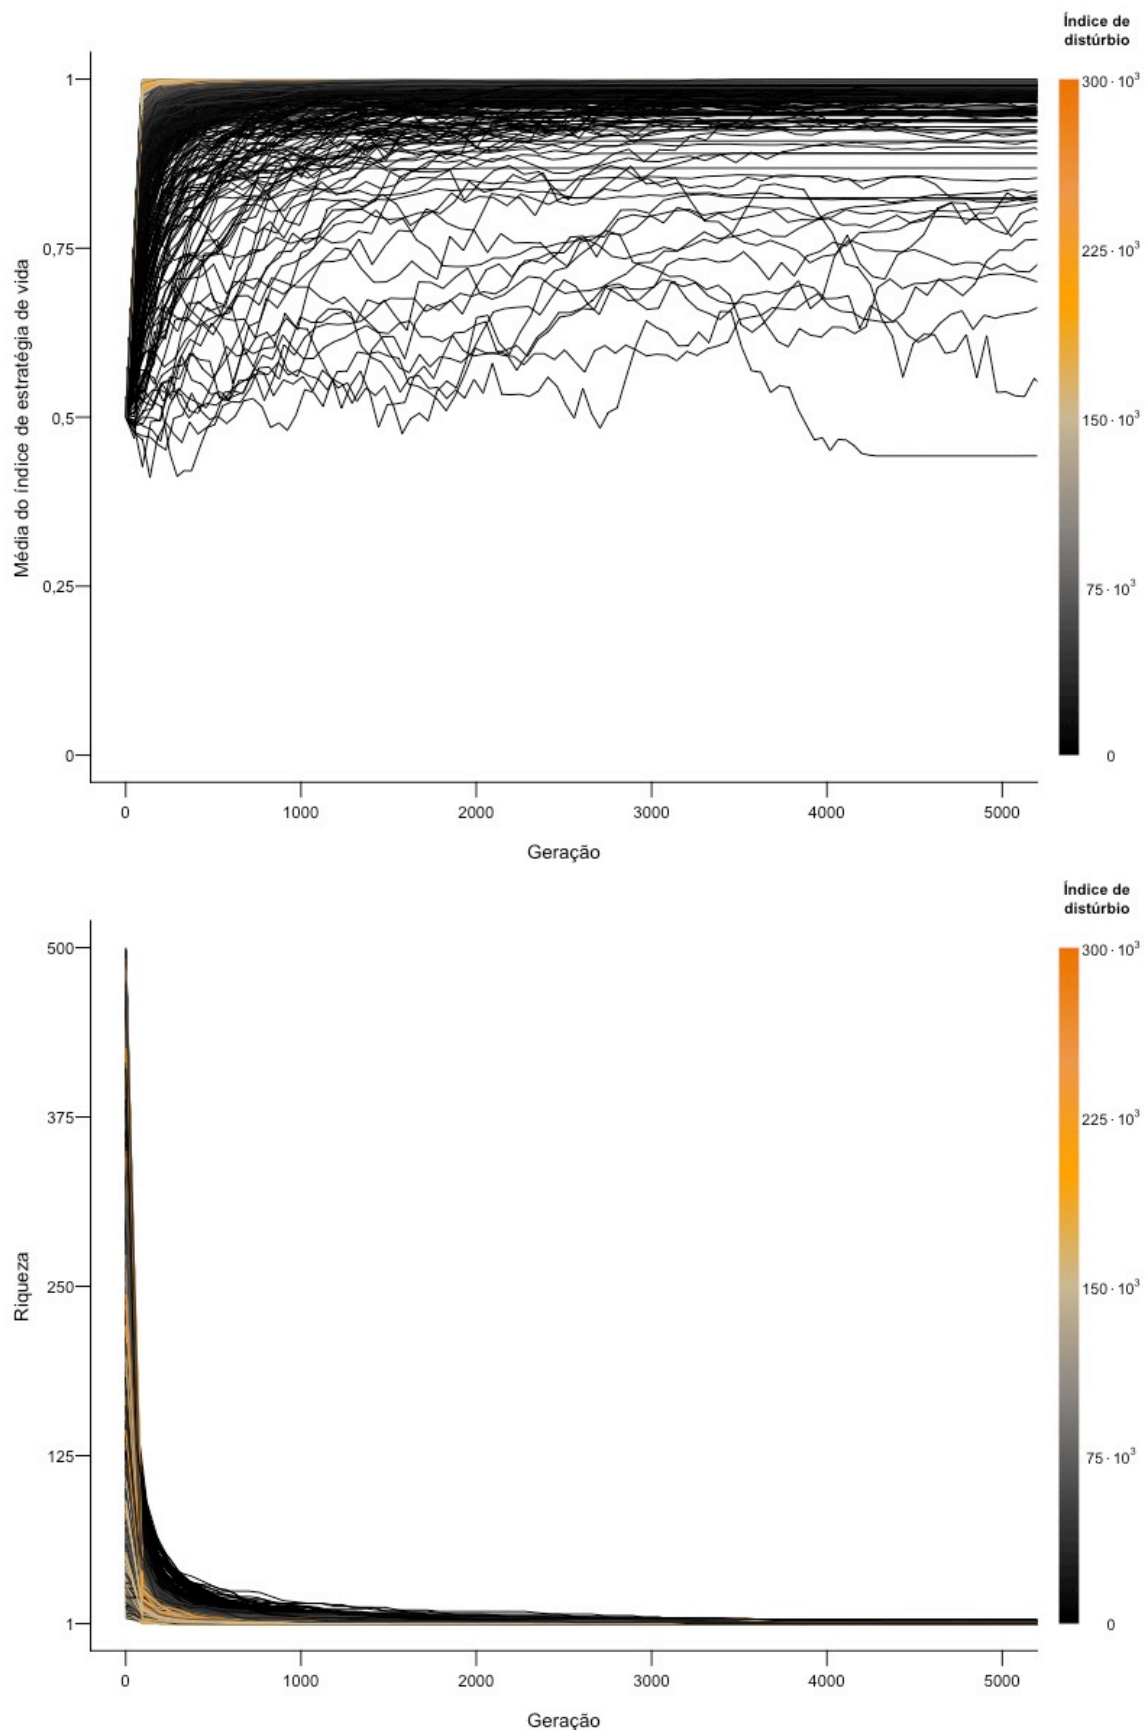 Índice de
distúrbio
300 · 10³
225 · 10³
150 · 10³
75 · 10³
0
Média do índice de estratégia de vida
1
0,75
0,5
0,25
0
0 1000 2000 3000 4000 5000
Geração
Índice de
distúrbio
300 · 10³
225 · 10³
150 · 10³
75 · 10³
0
Riqueza
500
375
250
125
1
0 1000 2000 3000 4000 5000
Geração